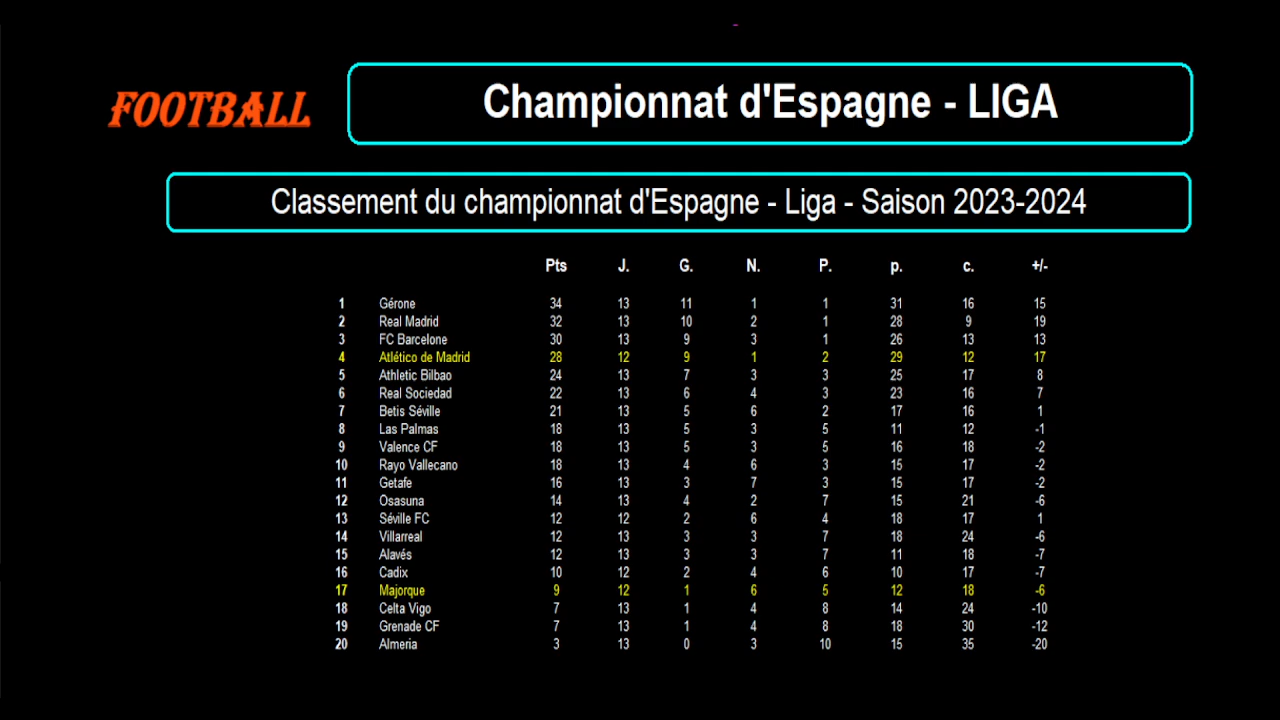 FOOTBALL
Championnat d'Espagne - LIGA
Classement du championnat d'Espagne - Liga - Saison 2023-2024
Pts J. G. N. P. p. c. +/-
1 Gérone 34 13 11 1 1 31 16 15
2 Real Madrid 32 13 10 2 1 28 9 19
3 FC Barcelone 30 13 9 3 1 26 13 13
4 Atlético de Madrid 28 12 9 1 2 29 12 17
5 Athletic Bilbao 24 13 7 3 3 25 17 8
6 Real Sociedad 22 13 6 4 3 23 16 7
7 Betis Séville 21 13 5 6 2 17 16 1
8 Las Palmas 18 13 5 3 5 11 12 -1
9 Valence CF 18 13 5 3 5 16 18 -2
10 Rayo Vallecano 18 13 4 6 3 15 17 -2
11 Getafe 16 13 3 7 3 15 17 -2
12 Osasuna 14 13 4 2 7 15 21 -6
13 Séville FC 12 12 2 6 4 18 17 1
14 Villarreal 12 13 3 3 7 18 24 -6
15 Alavés 12 13 3 3 7 11 18 -7
16 Cadix 10 12 2 4 6 10 17 -7
17 Majorque 9 12 1 6 5 12 18 -6
18 Celta Vigo 7 13 1 4 8 14 24 -10
19 Grenade CF 7 13 1 4 8 18 30 -12
20 Almeria 3 13 0 3 10 15 35 -20